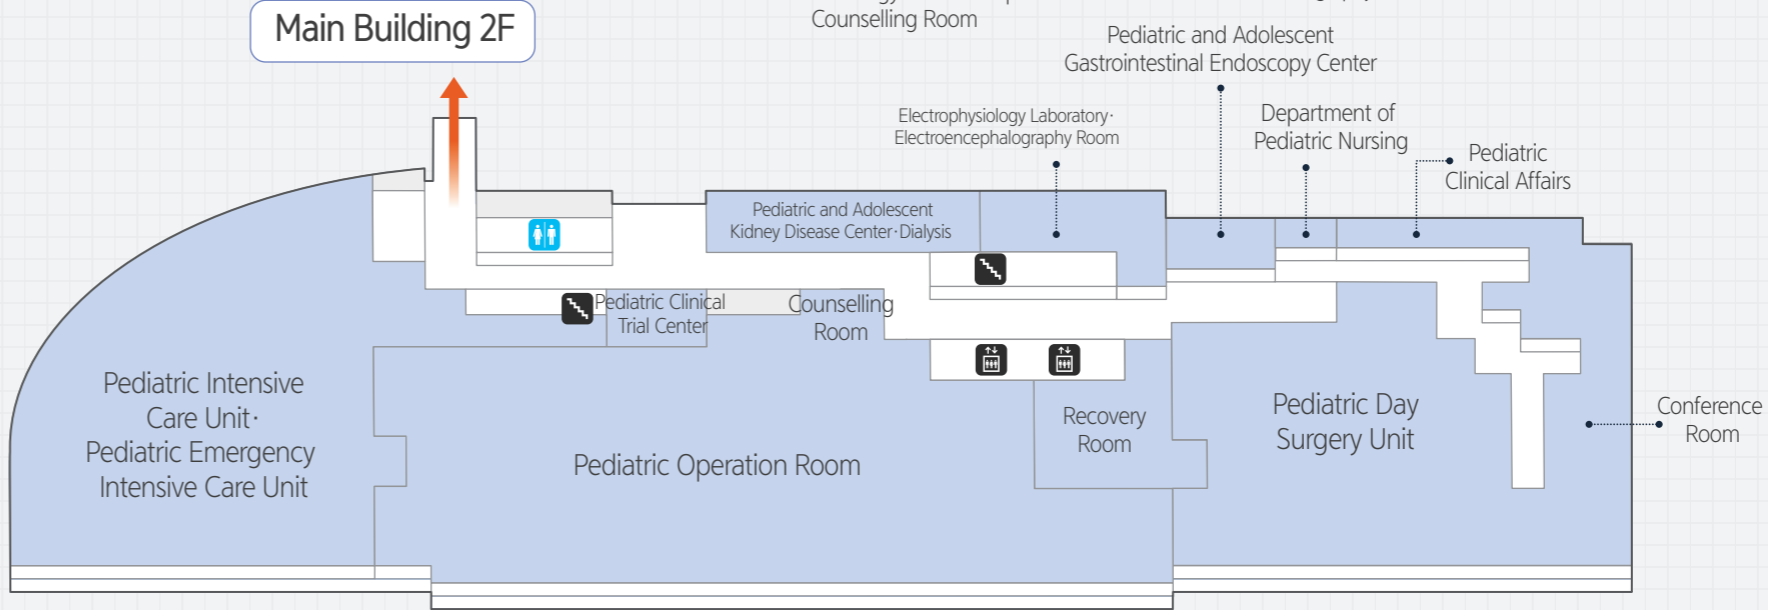 Main Building 2F
Counselling Room
Pediatric and Adolescent
Gastrointestinal Endoscopy Center
Electrophysiology Laboratory·
Electroencephalography Room
Department of
Pediatric Nursing
Pediatric
Clinical Affairs
Pediatric and Adolescent
Kidney Disease Center·Dialysis
Pediatric Clinical
Trial Center
Counselling
Room
Pediatric Intensive
Care Unit·
Pediatric Emergency
Intensive Care Unit
Pediatric Operation Room
Recovery
Room
Pediatric Day
Surgery Unit
Conference
Room